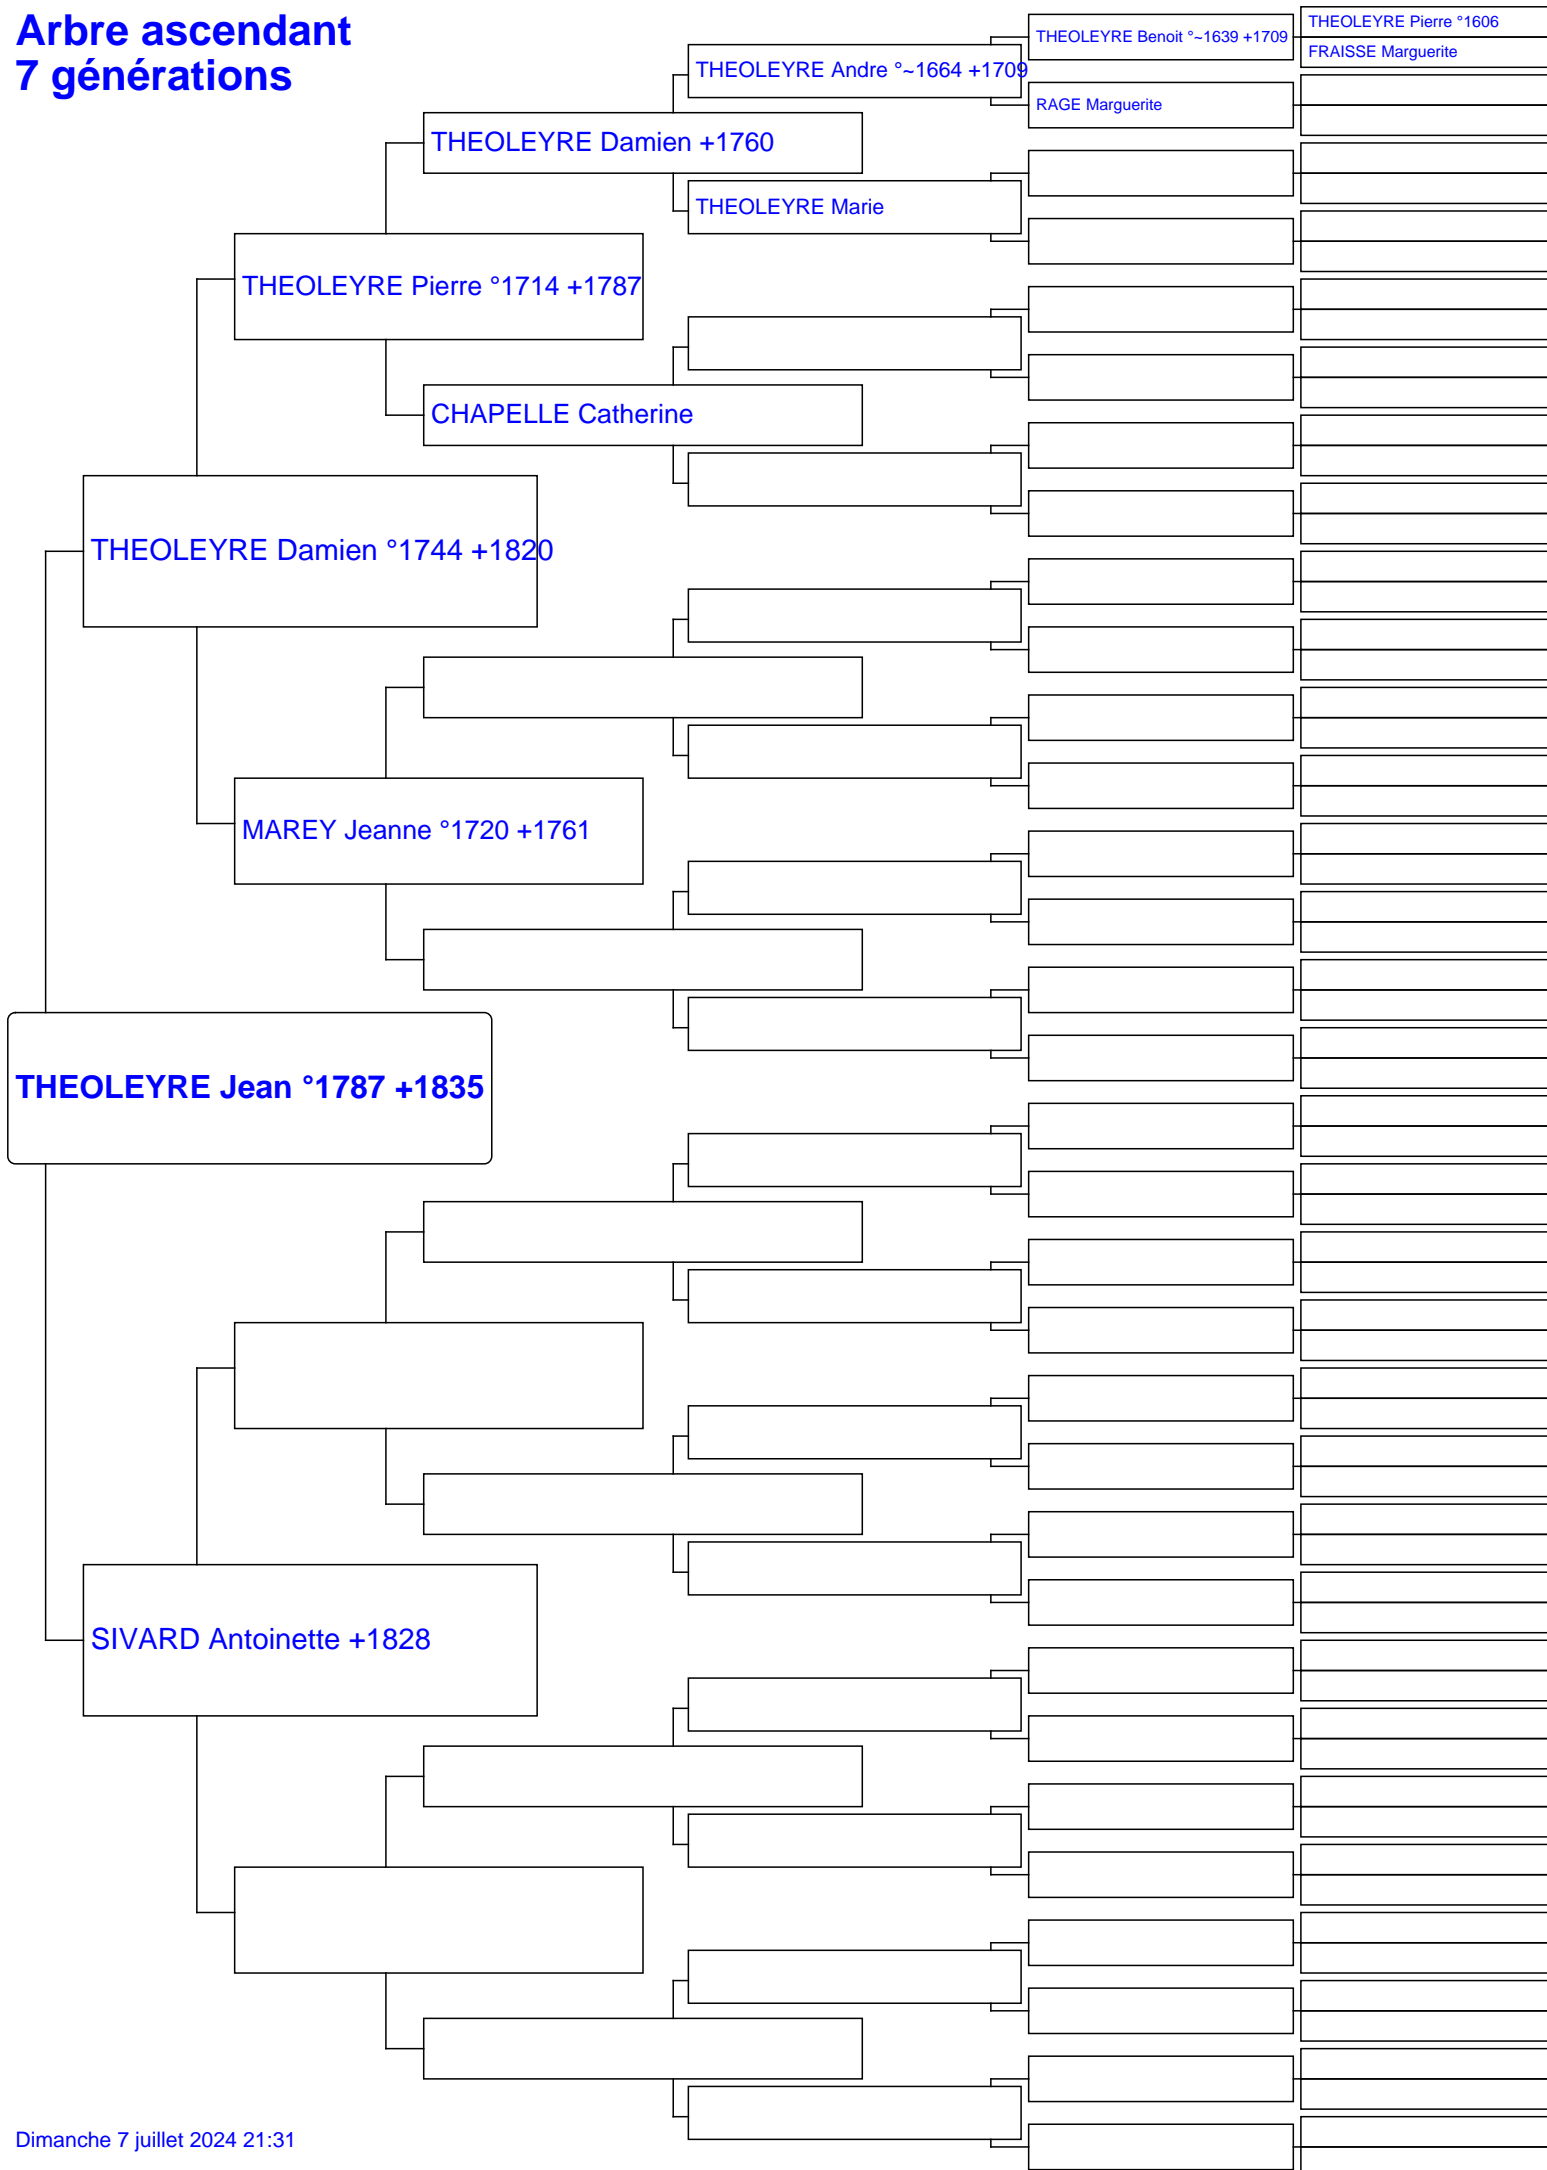 Arbre ascendant
7 générations
THEOLEYRE Pierre °1606
THEOLEYRE Benoit °~1639 +1709
FRAISSE Marguerite
THEOLEYRE Andre °~1664 +1709
RAGE Marguerite
THEOLEYRE Damien +1760
THEOLEYRE Marie
THEOLEYRE Pierre °1714 +1787
CHAPELLE Catherine
THEOLEYRE Damien °1744 +1820
MAREY Jeanne °1720 +1761
THEOLEYRE Jean °1787 +1835
SIVARD Antoinette +1828
Dimanche 7 juillet 2024 21:31